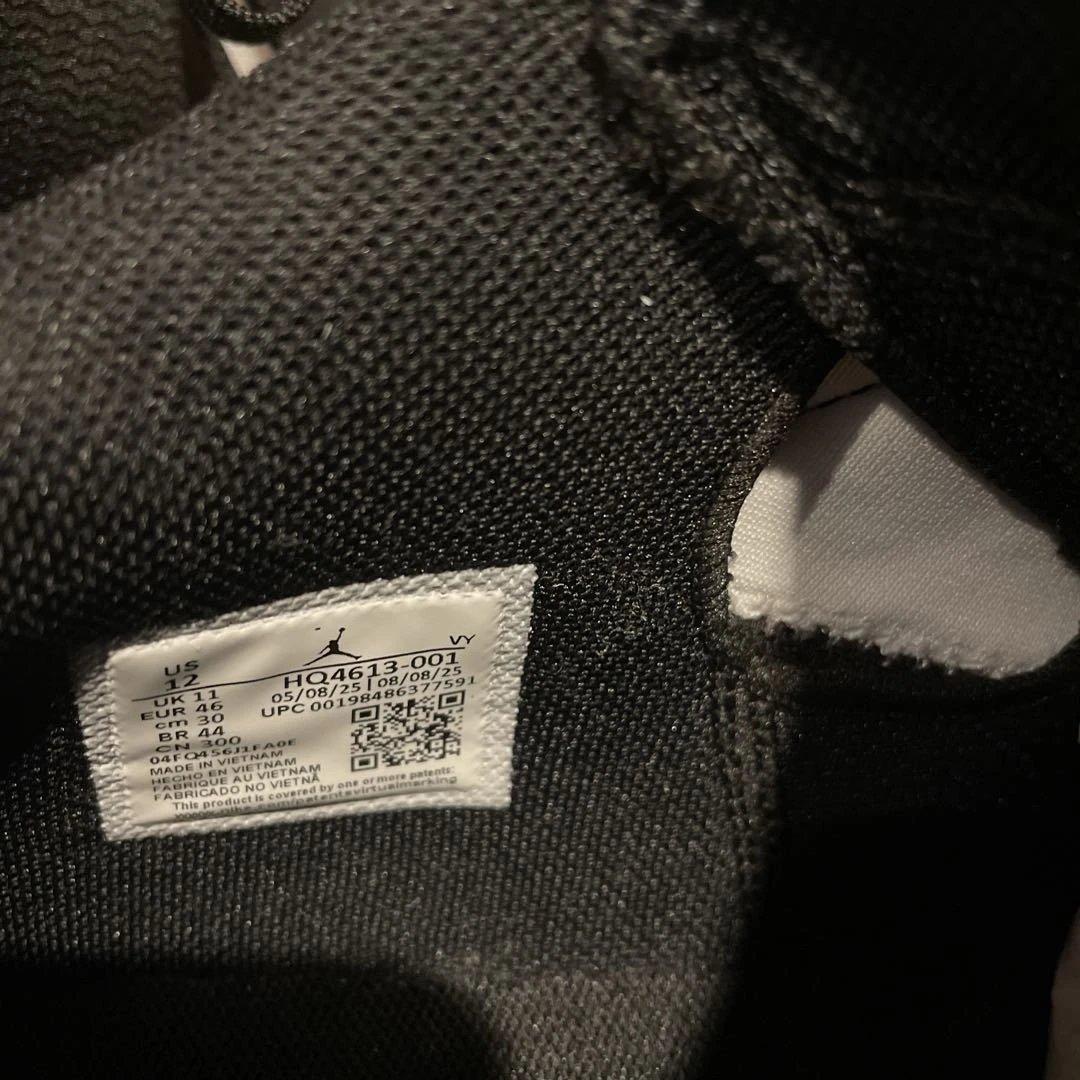 US
12
UK 11
EUR 46
cm 30
BR 44
CN 300
VY
HQ4613-001
05/08/25 | 08/08/25
UPC 00198486377591
04FQ456J1FA0E
MADE IN VIETNAM
HECHO EN VIETNAM
FABRIQUE AU VIETNAM
FABRICADO NO VIETNÃ
This product is covered by one or more patents: